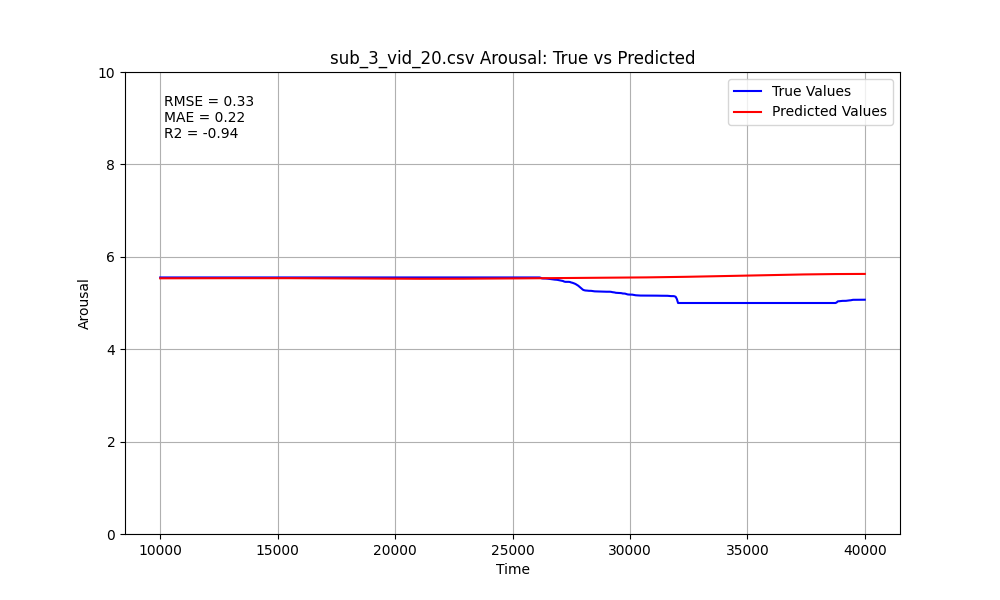 sub_3_vid_20.csv Arousal: True vs Predicted
RMSE = 0.33
MAE = 0.22
R2 = -0.94
True Values
Predicted Values
Arousal
10
8
6
4
2
0
10000
15000
20000
25000
30000
35000
40000
Time